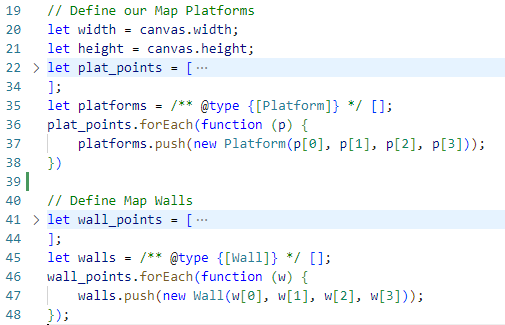 19 // Define our Map Platforms
20 let width = canvas.width;
21 let height = canvas.height;
22 > let plat_points = [ ···
34 ];
35 let platforms = /** @type {[Platform]} */ [];
36 plat_points.forEach(function (p) {
37     platforms.push(new Platform(p[0], p[1], p[2], p[3]));
38 })
39
40 // Define Map Walls
41 > let wall_points = [ ···
44 ];
45 let walls = /** @type {[Wall]} */ [];
46 wall_points.forEach(function (w) {
47     walls.push(new Wall(w[0], w[1], w[2], w[3]));
48 });